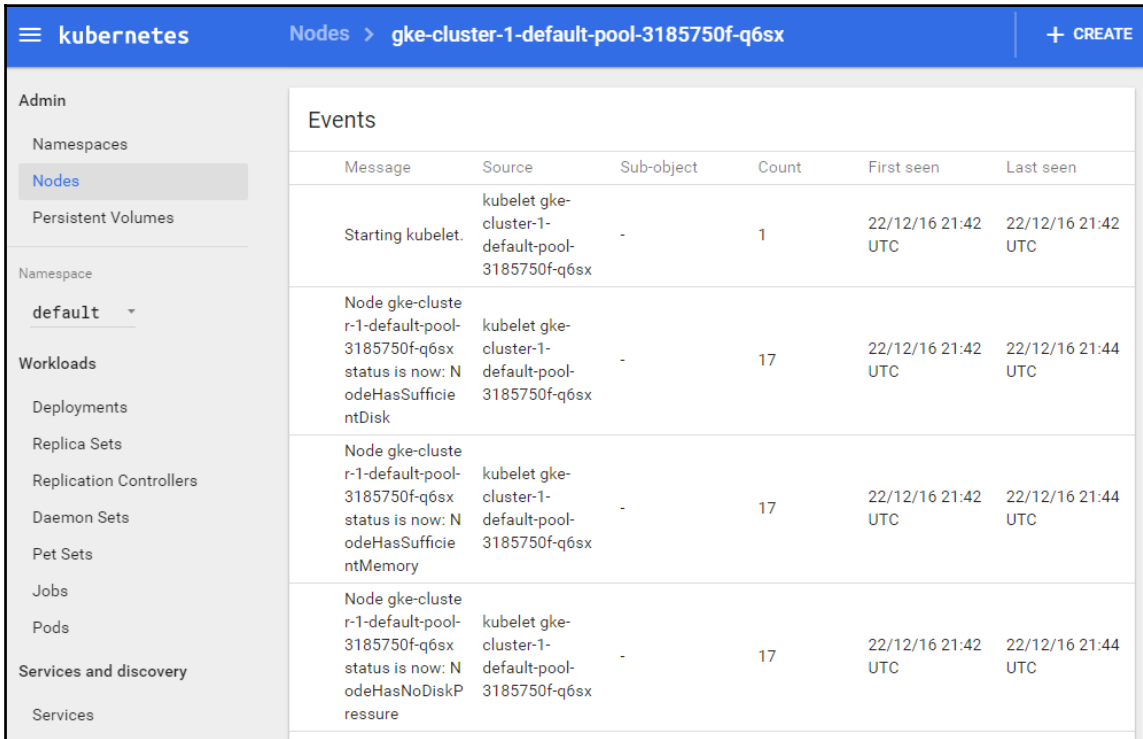 kubernetes
Nodes > gke-cluster-1-default-pool-3185750f-q6sx
+ CREATE
Admin
Namespaces
Nodes
Persistent Volumes
Namespace
default
Workloads
Deployments
Replica Sets
Replication Controllers
Daemon Sets
Pet Sets
Jobs
Pods
Services and discovery
Services
Events
Message Source Sub-object Count First seen Last seen
Starting kubelet.
kubelet gke-
cluster-1-
default-pool-
3185750f-q6sx
-
1
22/12/16 21:42
UTC
22/12/16 21:42
UTC
Node gke-cluste
r-1-default-pool-
3185750f-q6sx
status is now: N
odeHasSufficie
ntDisk
kubelet gke-
cluster-1-
default-pool-
3185750f-q6sx
-
17
22/12/16 21:42
UTC
22/12/16 21:44
UTC
Node gke-cluste
r-1-default-pool-
3185750f-q6sx
status is now: N
odeHasSufficie
ntMemory
kubelet gke-
cluster-1-
default-pool-
3185750f-q6sx
-
17
22/12/16 21:42
UTC
22/12/16 21:44
UTC
Node gke-cluste
r-1-default-pool-
3185750f-q6sx
status is now: N
odeHasNoDiskP
ressure
kubelet gke-
cluster-1-
default-pool-
3185750f-q6sx
-
17
22/12/16 21:42
UTC
22/12/16 21:44
UTC